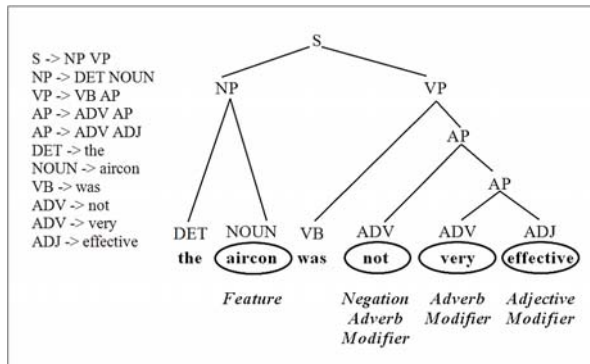 S -> NP VP
NP -> DET NOUN
VP -> VB AP
AP -> ADV AP
AP -> ADV ADJ
DET -> the
NOUN -> aircon
VB -> was
ADV -> not
ADV -> very
ADJ -> effective
S
NP VP
AP
AP
DET NOUN VB ADV ADV ADJ
the aircon was not very effective
Feature Negation Adverb Modifier Adverb Modifier Adjective Modifier